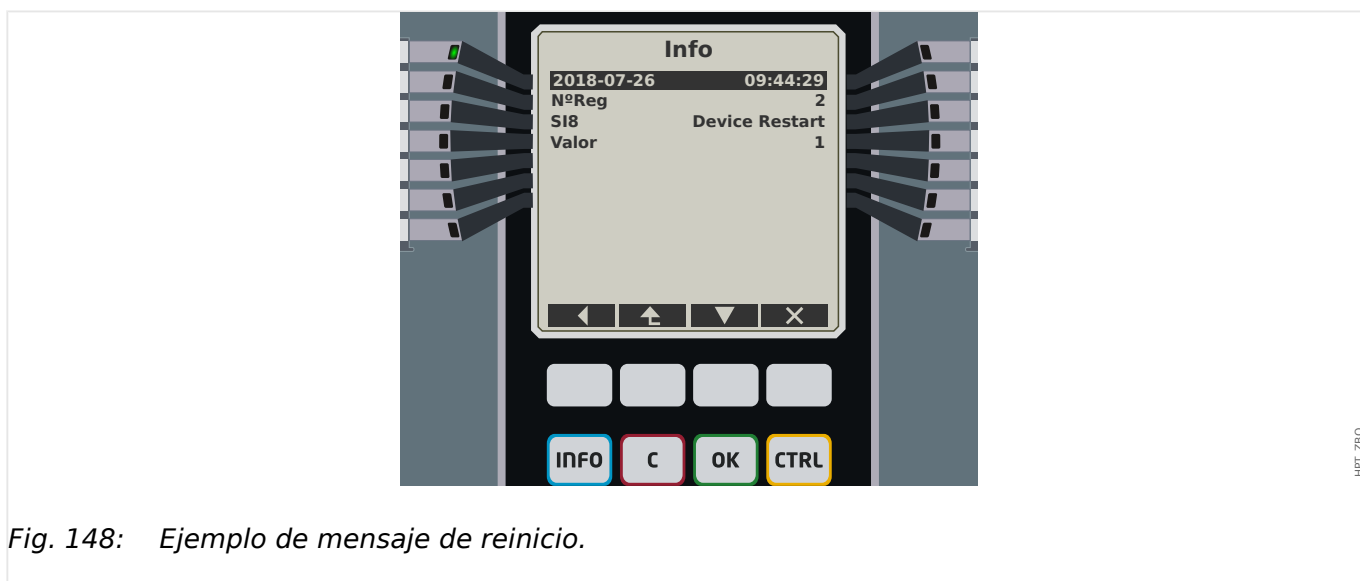 Info
2018-07-26 09:44:29
NºReg 2
SI8 Device Restart
Valor 1
INFO C OK CTRL
HPT_ZBO
Fig. 148: Ejemplo de mensaje de reinicio.